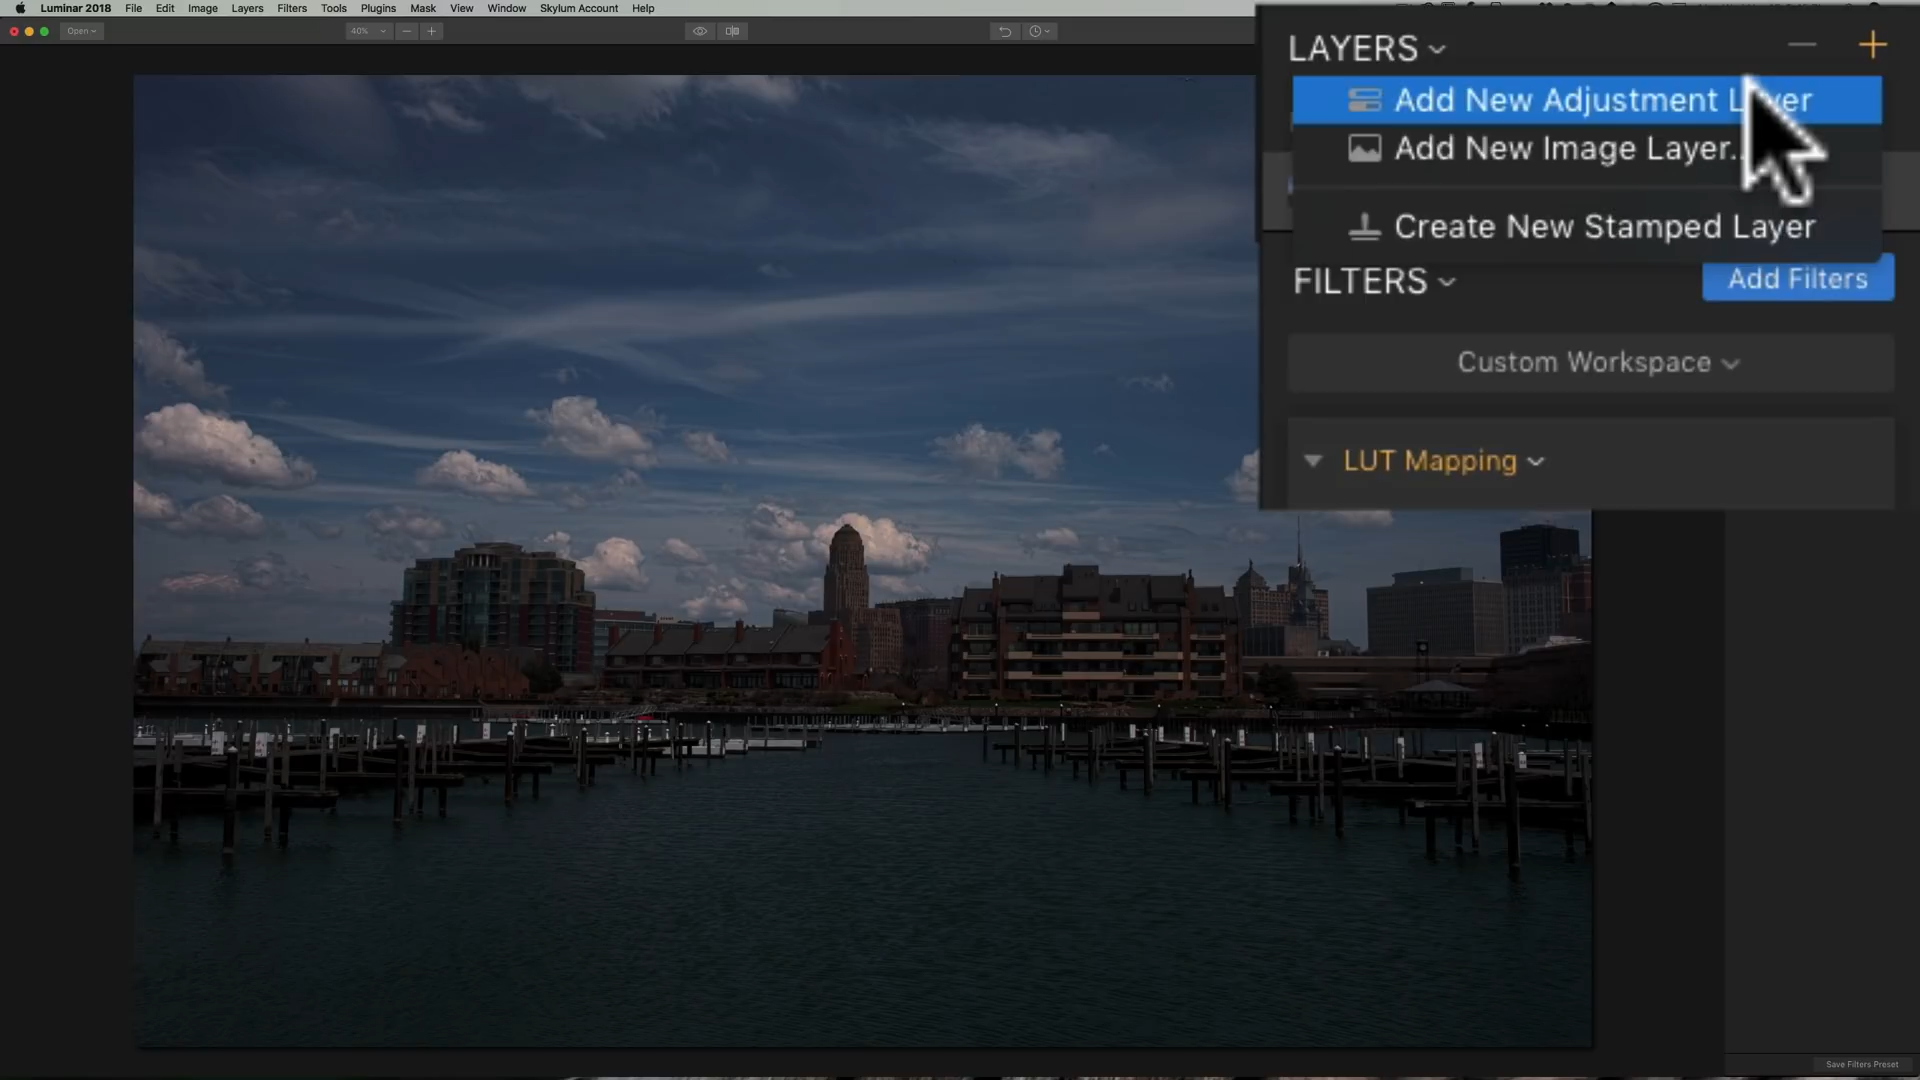 Luminar 2018 File Edit Image Layers Filters Tools Plugins Mask View Window Skylum Account Help
Open 40%
LAYERS
Add New Adjustment
Add New Image Layer..
Create New Stamped Layer
FILTERS Add Filters
Custom Workspace
LUT Mapping
Save Filters Preset